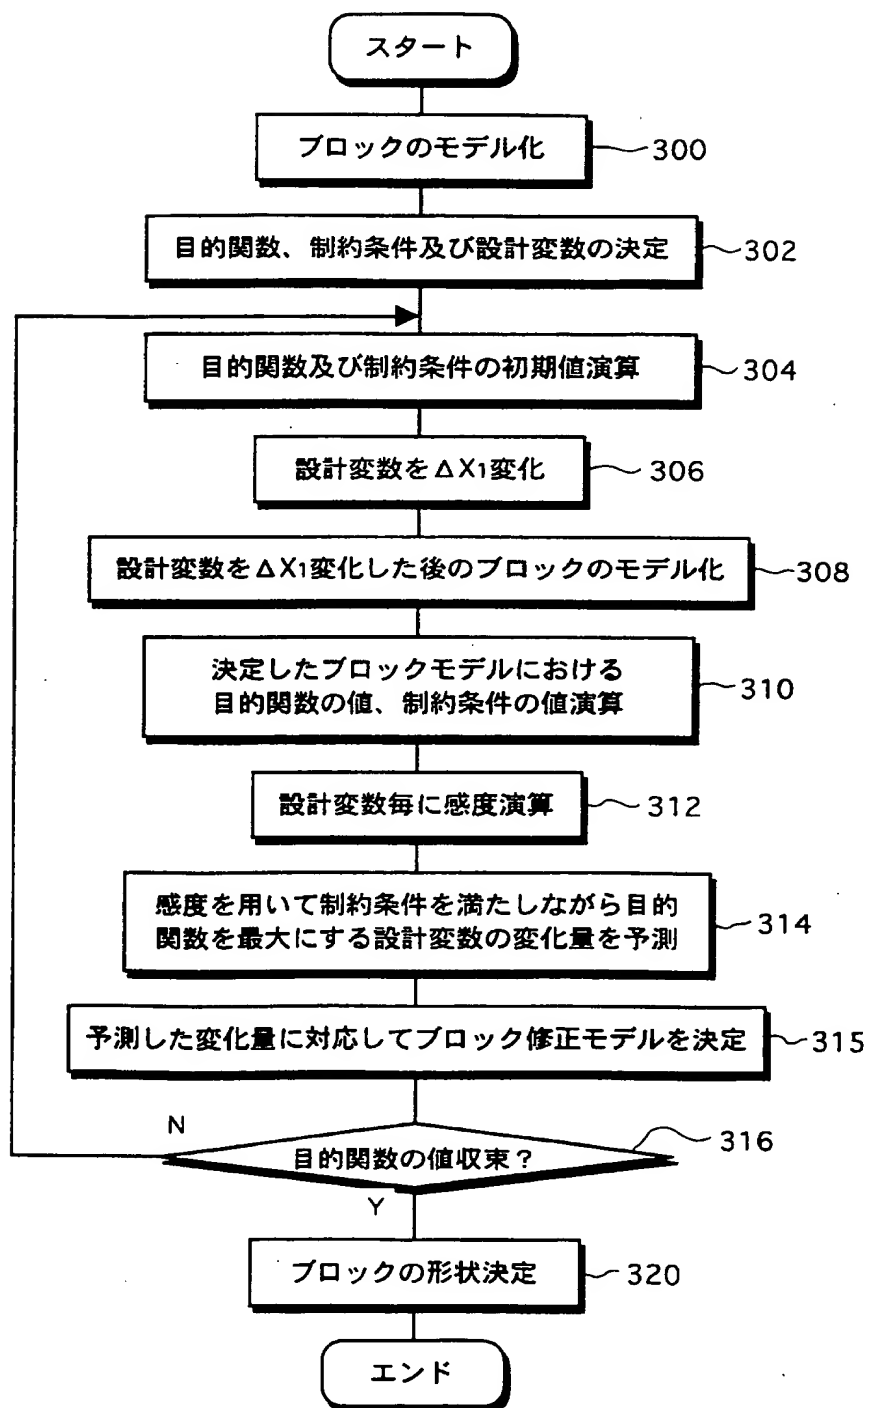 スタート
ブロックのモデル化
300
目的関数、制約条件及び設計変数の決定
302
目的関数及び制約条件の初期値演算
304
設計変数をΔX1変化
306
設計変数をΔX1変化した後のブロックのモデル化
308
決定したブロックモデルにおける
目的関数の値、制約条件の値演算
310
設計変数毎に感度演算
312
感度を用いて制約条件を満たしながら目的
関数を最大にする設計変数の変化量を予測
314
予測した変化量に対応してブロック修正モデルを決定
315
N
目的関数の値収束?
316
Y
ブロックの形状決定
320
エンド